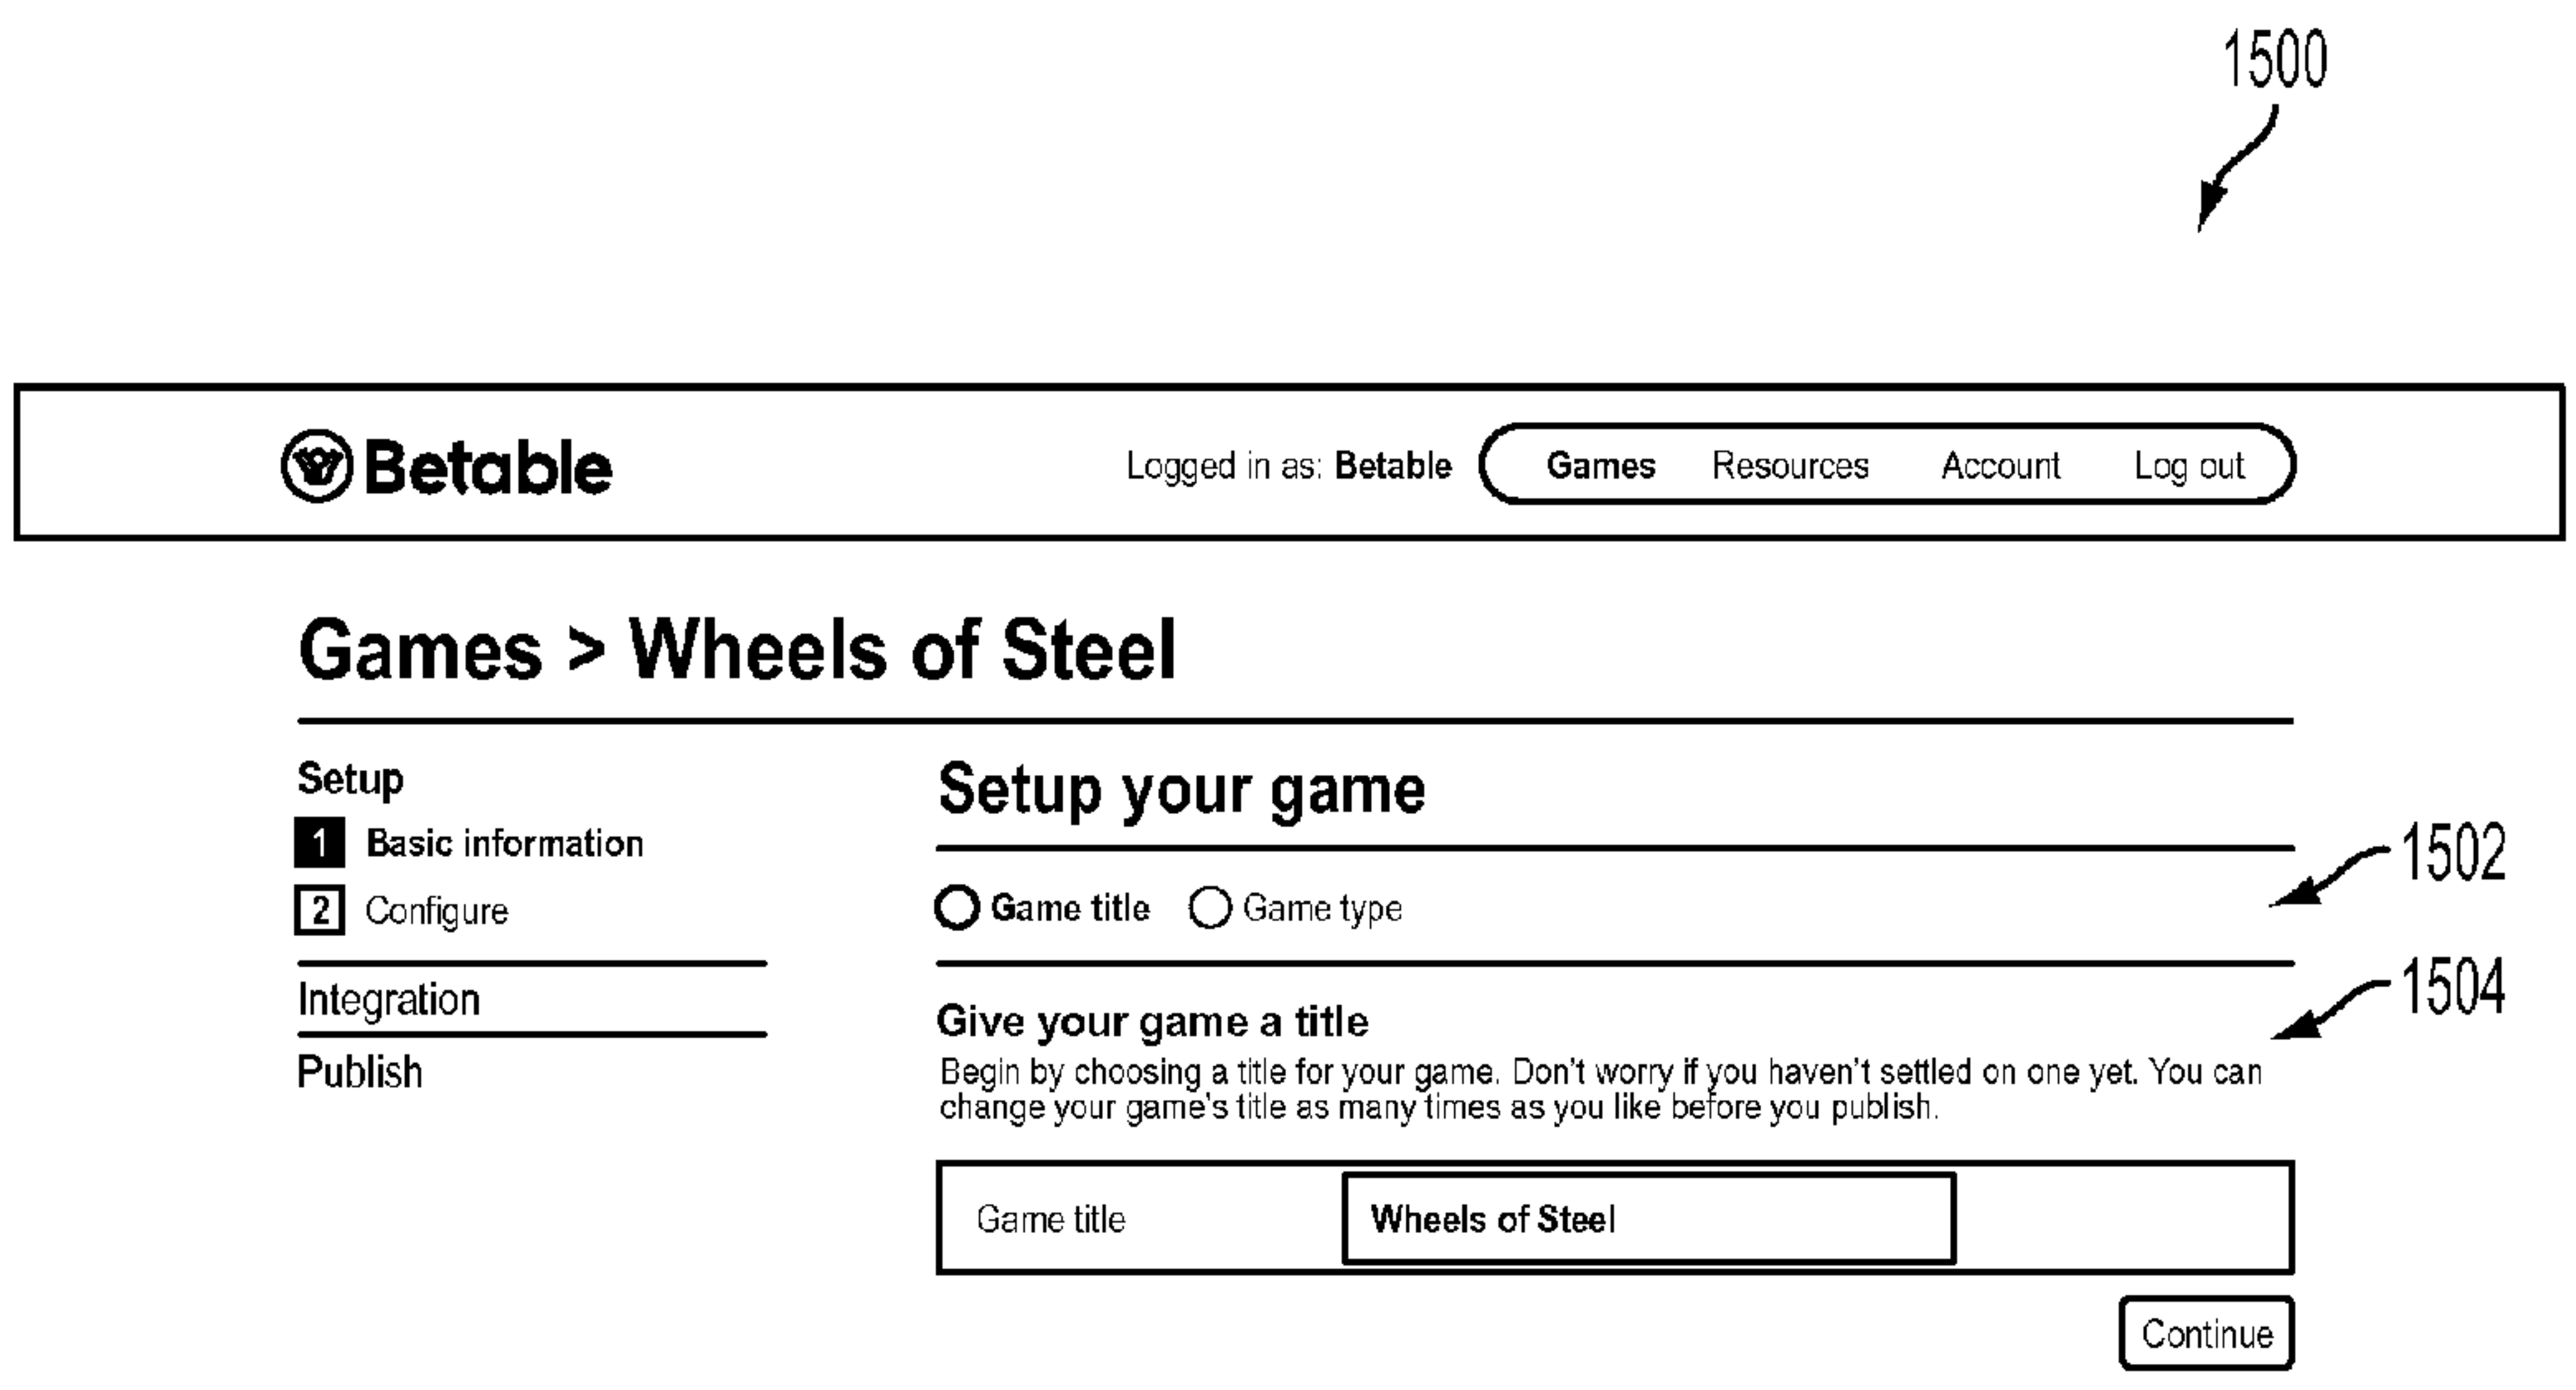 1500
Betable
Logged in as: Betable Games Resources Account Log out
Games > Wheels of Steel
Setup
1 Basic information
2 Configure
Integration
Publish
Setup your game
1502
Game title Game type
1504
Give your game a title
Begin by choosing a title for your game. Don't worry if you haven't settled on one yet. You can
change your game's title as many times as you like before you publish.
Game title Wheels of Steel
Continue